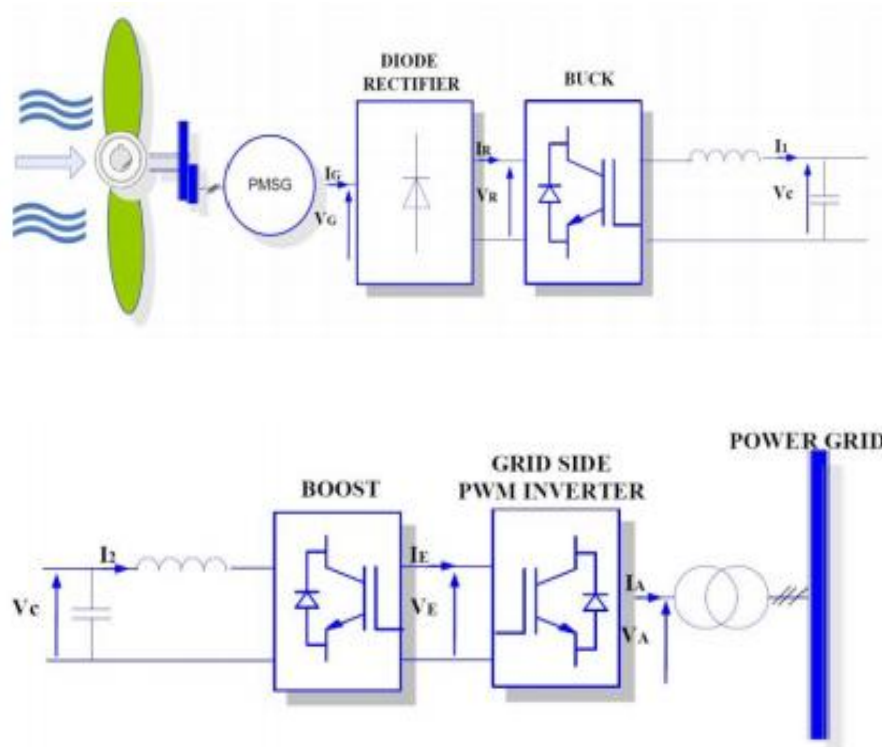 DIODE
RECTIFIER
BUCK
PMSG
IG
VG
IR
VR
I1
Vc
POWER GRID
GRID SIDE
PWM INVERTER
BOOST
I2
Vc
IE
VE
IA
VA